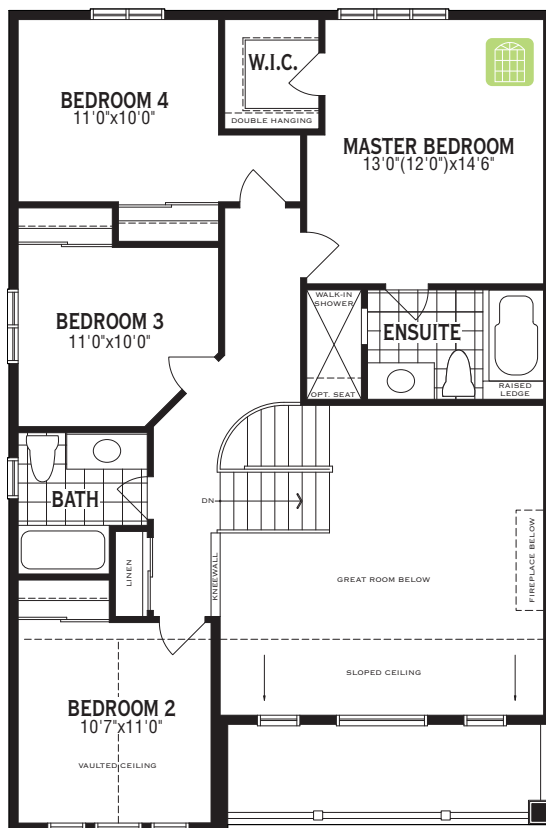 W.I.C.
DOUBLE HANGING
BEDROOM 4
11'0"x10'0"
MASTER BEDROOM
13'0"(12'0")x14'6"
BEDROOM 3
11'0"x10'0"
WALK-IN
SHOWER
OPT. SEAT
ENSUITE
RAISED
LEDGE
BATH
DN
LINEN
KNEEWALL
GREAT ROOM BELOW
FIREPLACE BELOW
SLOPED CEILING
BEDROOM 2
10'7"x11'0"
VAULTED CEILING